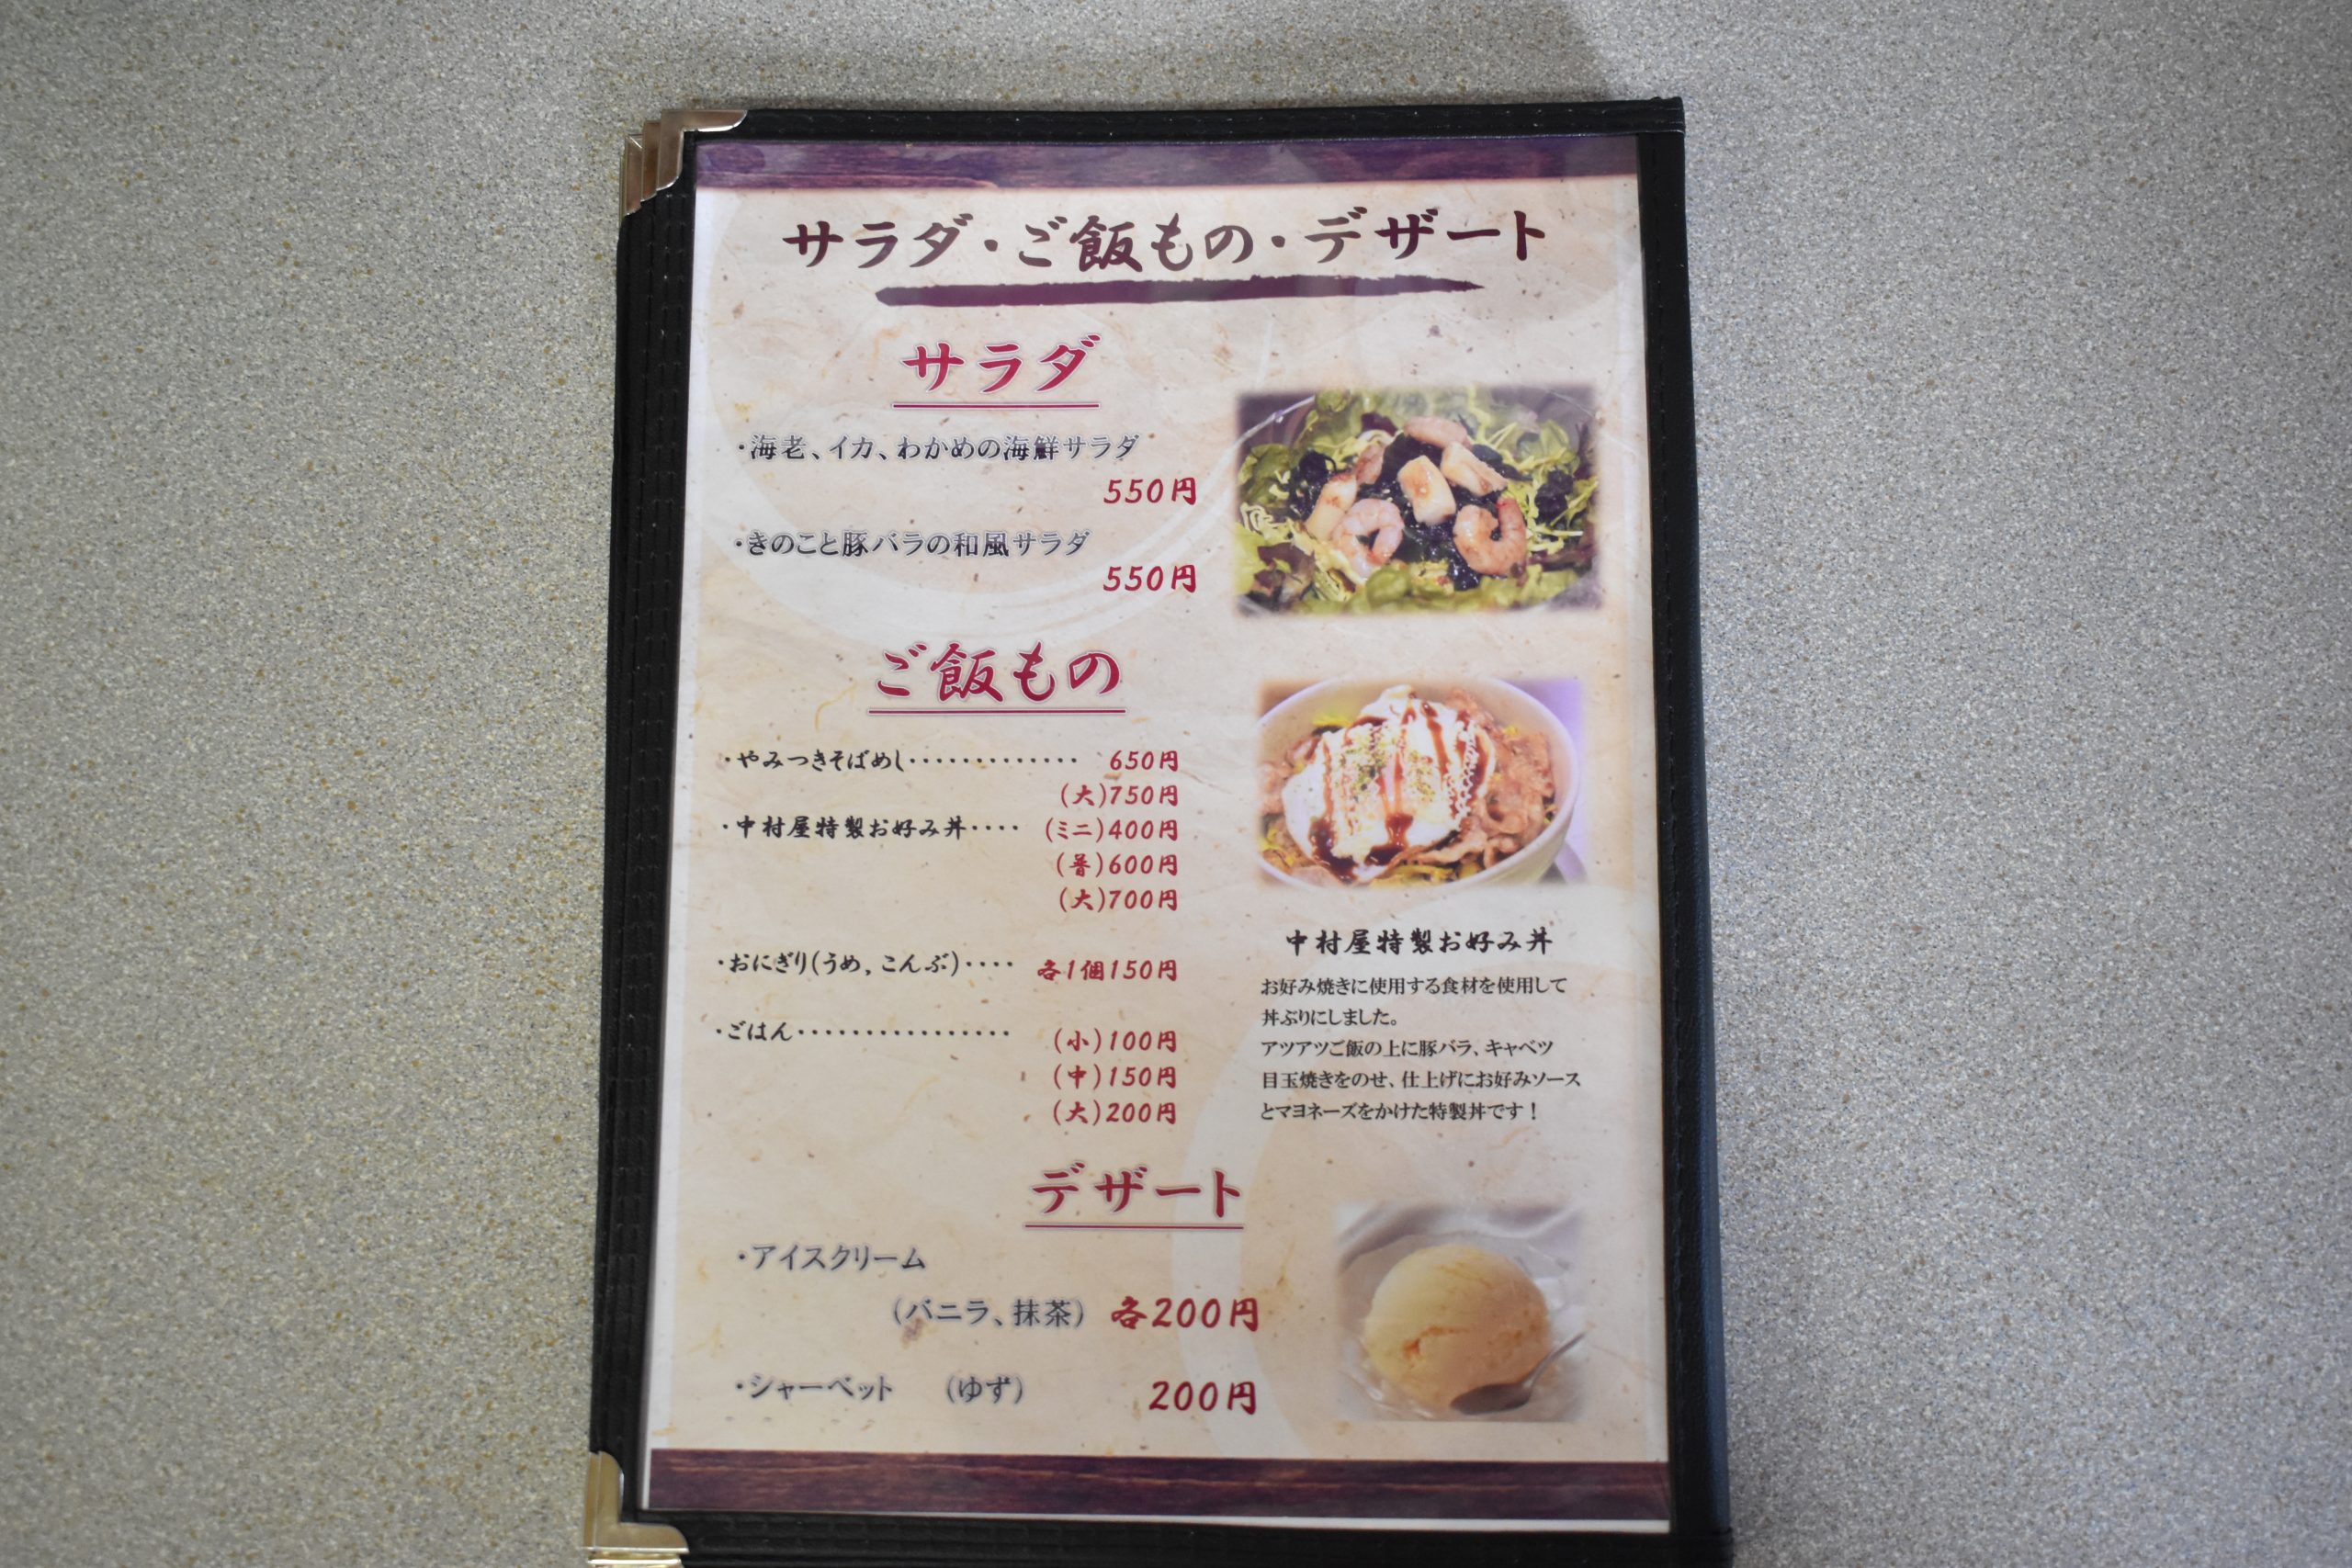 サラダ・ご飯もの・デザート
サラダ
・海老、イカ、わかめの海鮮サラダ
550円
・きのこと豚バラの和風サラダ
550円
ご飯もの
・やみつきそばめし・・・・・・・・・・・・・ 650円
(大)750円
・中村屋特製お好み丼・・・・ (ミニ)400円
(普)600円
(大)700円
・おにぎり(うめ,こんぶ)・・・・ 各1個150円
・ごはん・・・・・・・・・・・・・・・・ (小)100円
(中)150円
(大)200円
中村屋特製お好み丼
お好み焼きに使用する食材を使用して
丼ぶりにしました。
アツアツご飯の上に豚バラ、キャベツ
目玉焼きをのせ、仕上げにお好みソース
とマヨネーズをかけた特製丼です！
デザート
・アイスクリーム
(バニラ、抹茶) 各200円
・シャーベット (ゆず) 200円